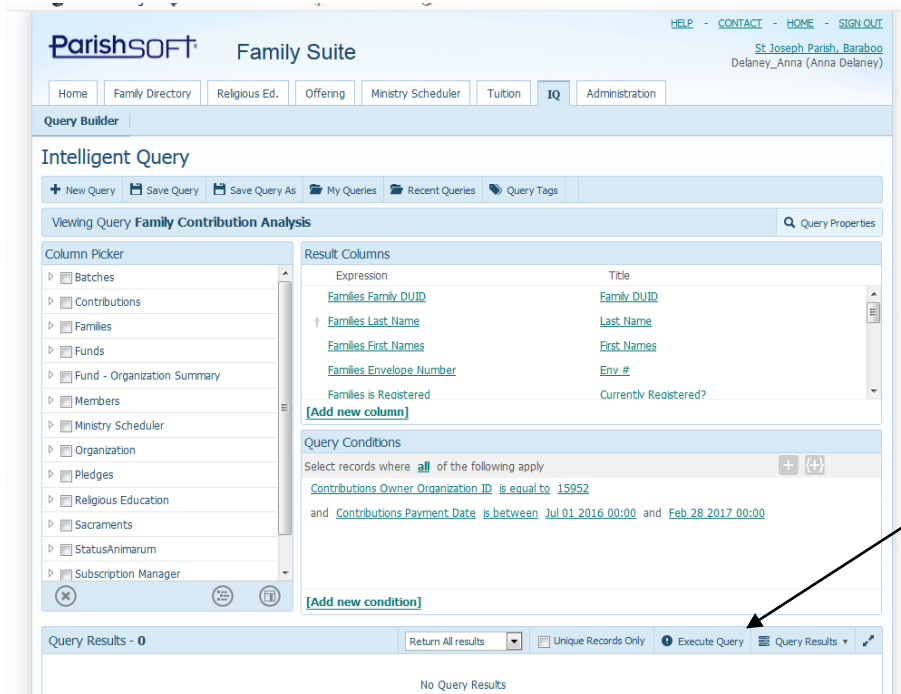 HELP - CONTACT - HOME - SIGN OUT
ParishSOFT Family Suite
St Joseph Parish, Baraboo
Delaney_Anna (Anna Delaney)
Home Family Directory Religious Ed. Offering Ministry Scheduler Tuition IQ Administration
Query Builder
Intelligent Query
New Query Save Query Save Query As My Queries Recent Queries Query Tags
Viewing Query Family Contribution Analysis Query Properties
Column Picker
Batches
Contributions
Families
Funds
Fund - Organization Summary
Members
Ministry Scheduler
Organization
Pledges
Religious Education
Sacraments
StatusAnimarum
Subscription Manager
Result Columns
Expression Title
Families Family DUID Family DUID
Families Last Name Last Name
Families First Names First Names
Families Envelope Number Env #
Families is Registered Currently Registered?
[Add new column]
Query Conditions
Select records where all of the following apply
Contributions Owner Organization ID is equal to 15952
and Contributions Payment Date is between Jul 01 2016 00:00 and Feb 28 2017 00:00
[Add new condition]
Query Results - 0 Return All results Unique Records Only Execute Query Query Results
No Query Results